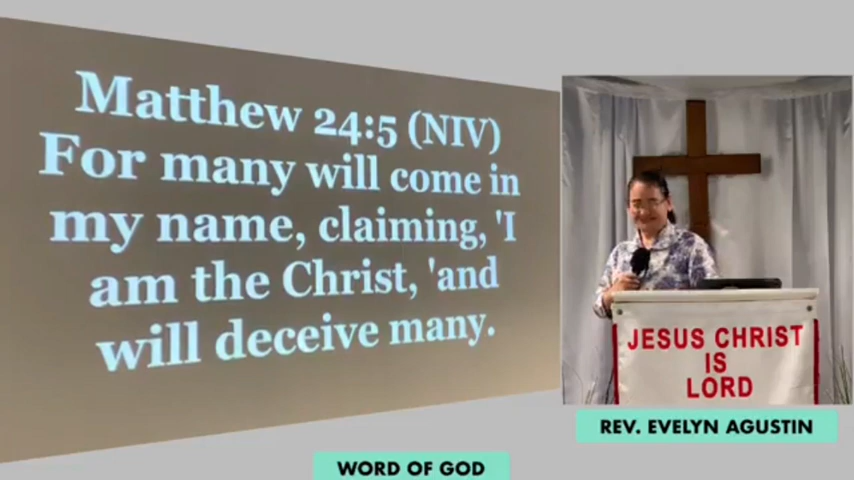 Matthew 24:5 (NIV)
For many will come in
my name, claiming, 'I
am the Christ, 'and
will deceive many.
JESUS CHRIST
IS
LORD
REV. EVELYN AGUSTIN
WORD OF GOD